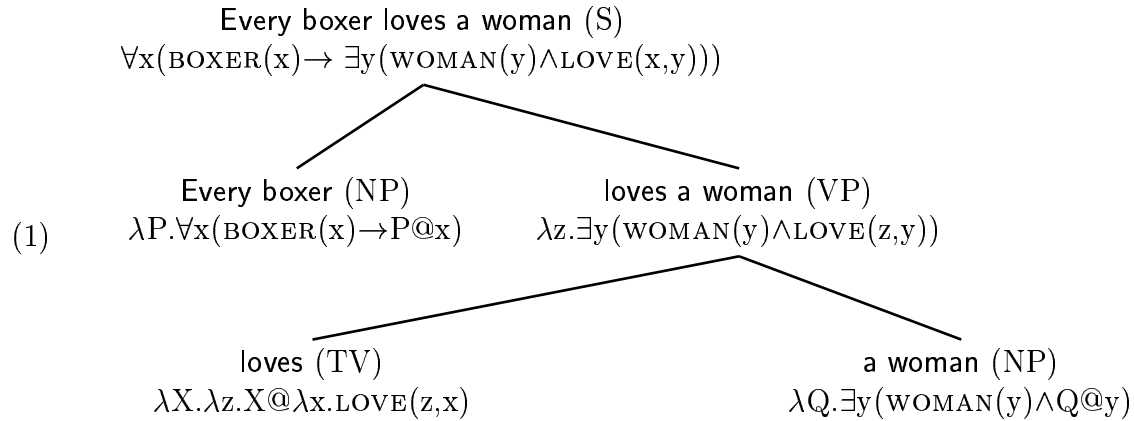 Every boxer loves a woman (S)
∀x(BOXER(x)→ ∃y(WOMAN(y)∧LOVE(x,y)))
Every boxer (NP)
loves a woman (VP)
(1)
λP.∀x(BOXER(x)→P@x)
λz.∃y(WOMAN(y)∧LOVE(z,y))
loves (TV)
a woman (NP)
λX.λz.X@λx.LOVE(z,x)
λQ.∃y(WOMAN(y)∧Q@y)